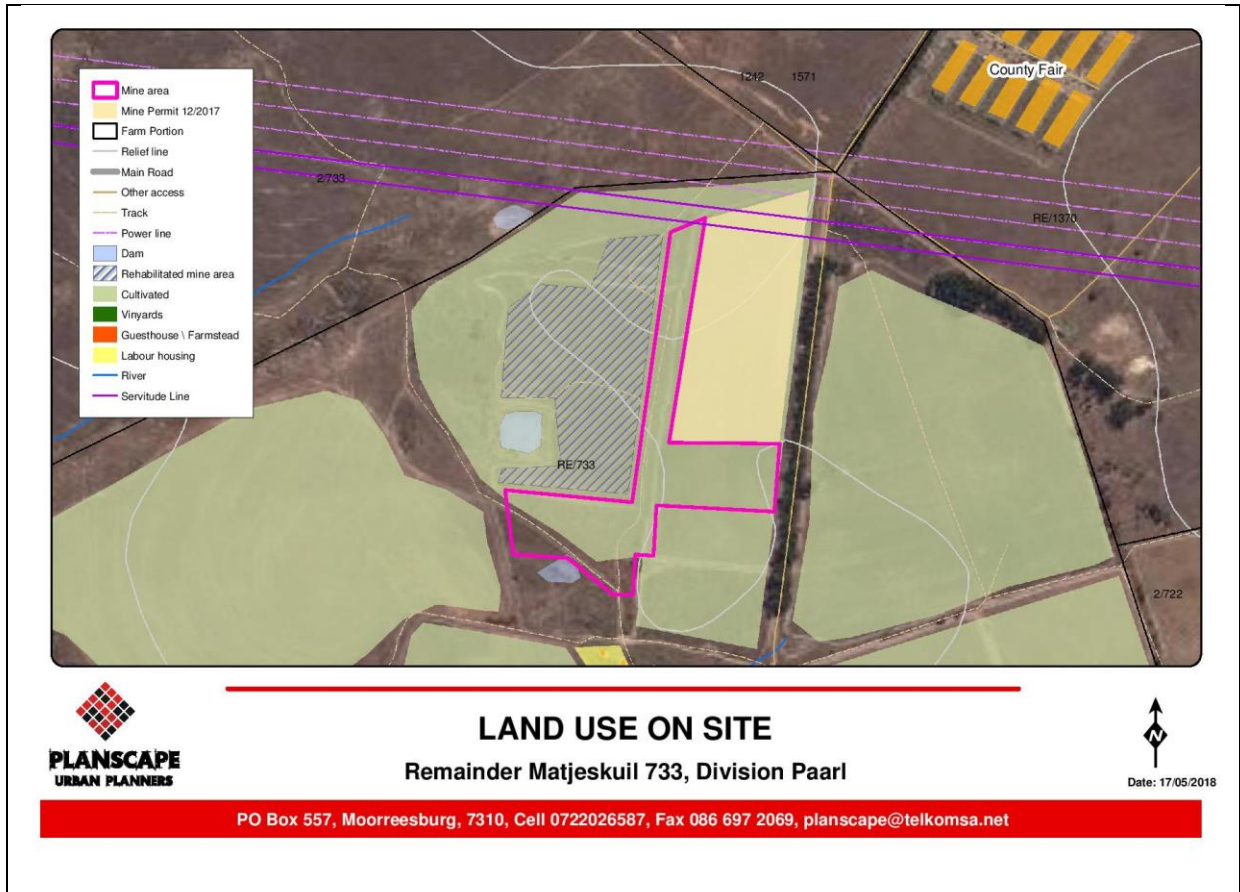 Mine area
Mine Permit 12/2017
Farm Portion
Relief line
Main Road
Other access
Track
Power line
Dam
Rehabilitated mine area
Cultivated
Vinyards
Guesthouse \ Farmstead
Labour housing
River
Servitude Line
1242
1571
County Fair
2/733
RE/1370
RE/733
2/722
PLANSCAPE
URBAN PLANNERS
LAND USE ON SITE
Remainder Matjeskuil 733, Division Paarl
N
Date: 17/05/2018
PO Box 557, Moorreesburg, 7310, Cell 0722026587, Fax 086 697 2069, planscape@telkomsa.net